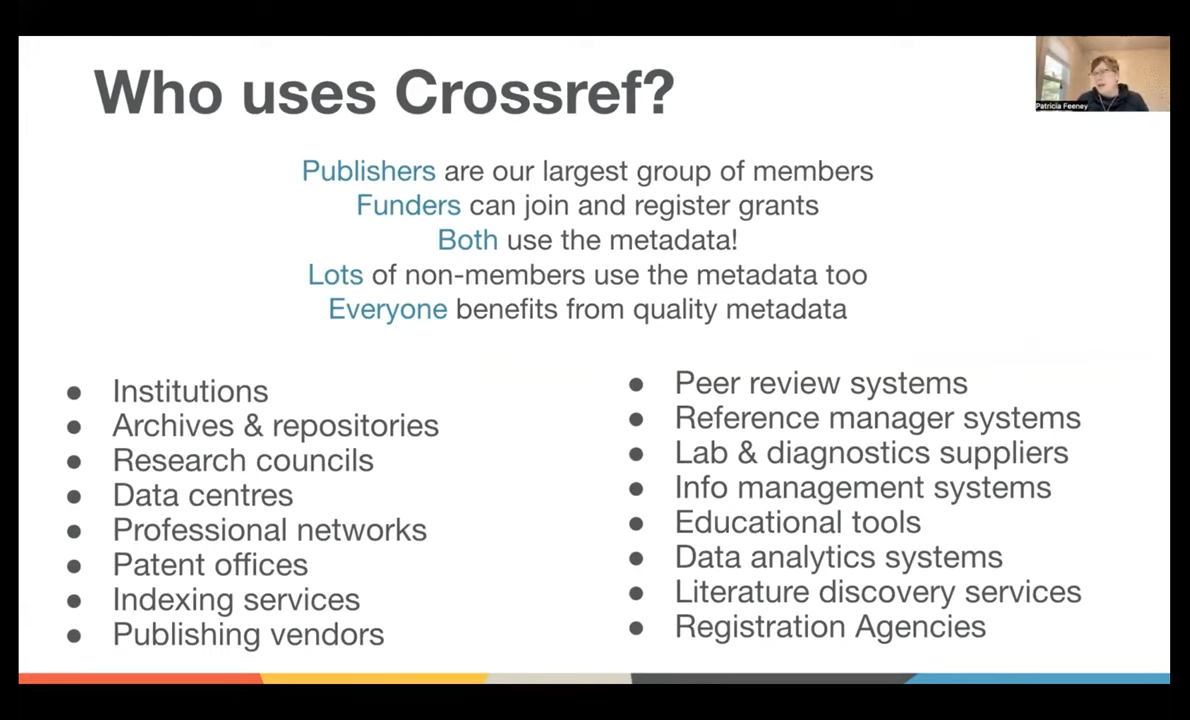 Who uses Crossref?
Patricia Feeney
Publishers are our largest group of members
Funders can join and register grants
Both use the metadata!
Lots of non-members use the metadata too
Everyone benefits from quality metadata
● Institutions
● Archives & repositories
● Research councils
● Data centres
● Professional networks
● Patent offices
● Indexing services
● Publishing vendors
● Peer review systems
● Reference manager systems
● Lab & diagnostics suppliers
● Info management systems
● Educational tools
● Data analytics systems
● Literature discovery services
● Registration Agencies